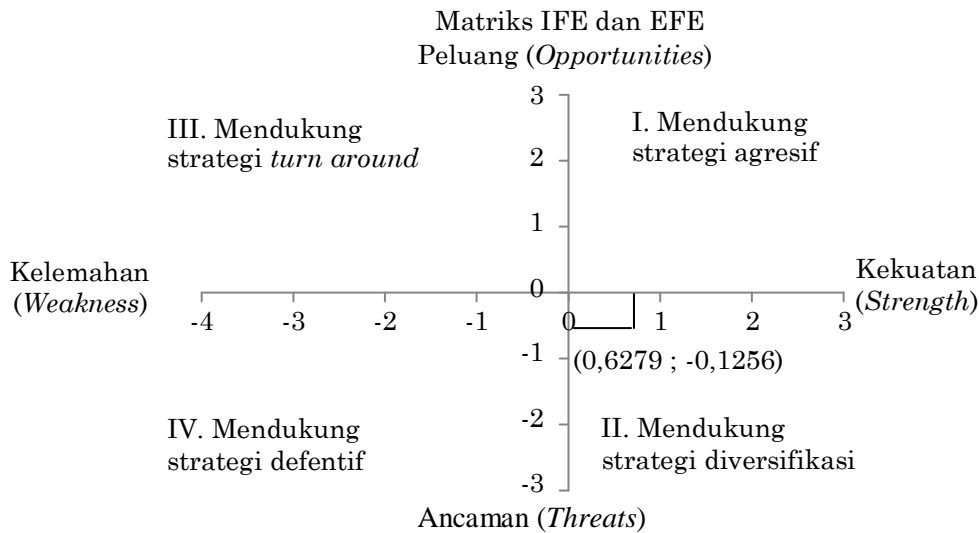 Matriks IFE dan EFE
Peluang (Opportunities)
3
III. Mendukung
strategi turn around
I. Mendukung
strategi agresif
2
1
Kelemahan
(Weakness)
0
Kekuatan
(Strength)
-4 -3 -2 -1 0 1 2 3
-1
(0,6279 ; -0,1256)
-2
IV. Mendukung
strategi defentif
II. Mendukung
strategi diversifikasi
-3
Ancaman (Threats)